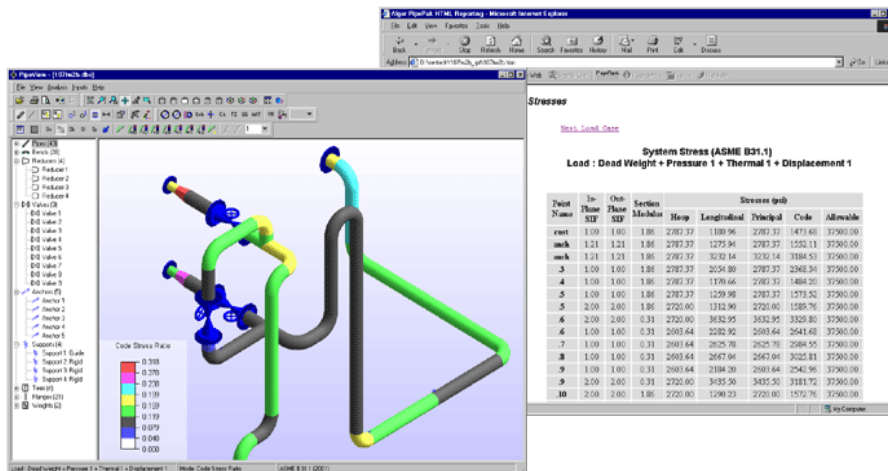 Algor PipePak HTML Reporting - Microsoft Internet Explorer
File Edit View Favorites Tools Help
Back Stop Refresh Home Search Favorites History Mail Print Edit Discuss
Address
Go Links
Stresses
Next Load Case
System Stress (ASME B31.1)
Load : Dead Weight + Pressure 1 + Thermal 1 + Displacement 1
Point Name In-Plane SIF Out-Plane SIF Section Modulus Stresses (psi)
Hoop Longitudinal Principal Code Allowable
1.00 1.00 1.86 2787.37 1180.96 2787.37 1473.68 37500.00
1.21 1.21 1.86 2787.37 1275.94 2787.37 1552.11 37500.00
1.00 1.00 1.86 2787.37 3232.14 3232.14 3184.53 37500.00
.3 1.00 1.00 1.86 2787.37 2054.80 2787.37 2368.34 37500.00
.4 1.00 1.00 1.86 2787.37 1170.66 2787.37 1484.20 37500.00
.5 1.00 1.00 1.86 2787.37 1259.98 2787.37 1573.52 37500.00
.5 2.00 2.00 1.86 2720.00 1312.90 2720.00 1589.76 37500.00
.6 2.00 2.00 0.31 2720.00 3632.95 3632.95 3329.80 37500.00
.6 1.00 1.00 0.31 2603.64 2282.92 2603.64 2641.68 37500.00
.7 1.00 1.00 0.31 2603.64 2625.78 2625.78 2984.55 37500.00
.8 1.00 1.00 0.31 2603.64 2667.04 2667.04 3025.81 37500.00
.9 1.00 1.00 0.31 2603.64 2184.20 2603.64 2542.96 37500.00
.9 2.00 2.00 0.31 2720.00 3435.50 3435.50 3181.72 37500.00
.10 2.00 2.00 1.86 2720.00 1290.23 2720.00 1572.76 37500.00
My Computer
File View Analysis Inputs Help
Pipes (43)
Bends (20)
Reducers (4)
Reducer 1
Reducer 2
Reducer 3
Reducer 4
Valves (9)
Valve 1
Valve 2
Valve 3
Valve 4
Valve 5
Valve 6
Valve 7
Valve 8
Valve 9
Anchors (5)
Anchor 1
Anchor 2
Anchor 3
Anchor 4
Anchor 5
Supports (4)
Support 1 Guide
Support 2 Rigid
Support 3 Rigid
Support 4 Rigid
Tees (4)
Flanges (21)
Weights (2)
Code Stress Ratio
0.318
0.278
0.238
0.199
0.159
0.119
0.079
0.040
0.000
Load : Dead Weight + Pressure 1 + Thermal 1 + Displacement 1 Mode: Code Stress Ratio ASME B31.1 (2001)